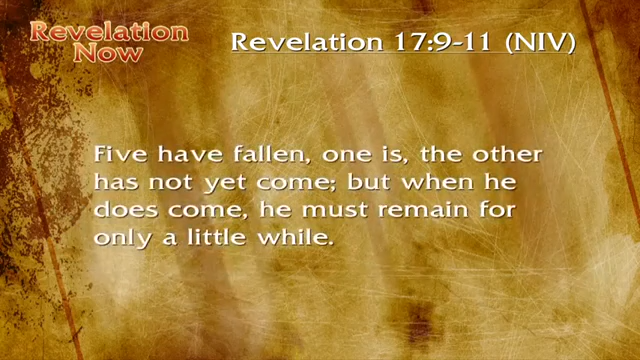 Revelation
Now
Revelation 17:9-11 (NIV)
Five have fallen, one is, the other
has not yet come; but when he
does come, he must remain for
only a little while.